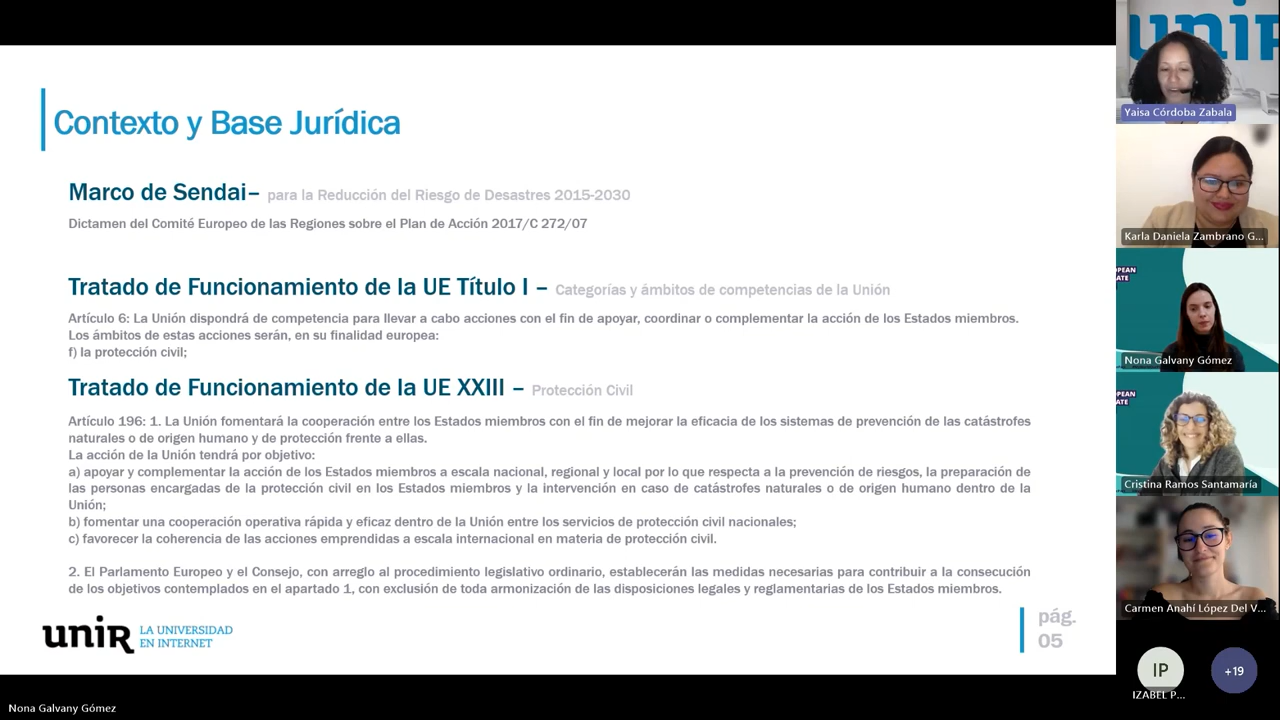 Contexto y Base Jurídica
Marco de Sendai– para la Reducción del Riesgo de Desastres 2015-2030
Dictamen del Comité Europeo de las Regiones sobre el Plan de Acción 2017/C 272/07
Tratado de Funcionamiento de la UE Título I – Categorías y ámbitos de competencias de la Unión
Artículo 6: La Unión dispondrá de competencia para llevar a cabo acciones con el fin de apoyar, coordinar o complementar la acción de los Estados miembros.
Los ámbitos de estas acciones serán, en su finalidad europea:
f) la protección civil;
Tratado de Funcionamiento de la UE XXIII – Protección Civil
Artículo 196: 1. La Unión fomentará la cooperación entre los Estados miembros con el fin de mejorar la eficacia de los sistemas de prevención de las catástrofes
naturales o de origen humano y de protección frente a ellas.
La acción de la Unión tendrá por objetivo:
a) apoyar y complementar la acción de los Estados miembros a escala nacional, regional y local por lo que respecta a la prevención de riesgos, la preparación de
las personas encargadas de la protección civil en los Estados miembros y la intervención en caso de catástrofes naturales o de origen humano dentro de la
Unión;
b) fomentar una cooperación operativa rápida y eficaz dentro de la Unión entre los servicios de protección civil nacionales;
c) favorecer la coherencia de las acciones emprendidas a escala internacional en materia de protección civil.
2. El Parlamento Europeo y el Consejo, con arreglo al procedimiento legislativo ordinario, establecerán las medidas necesarias para contribuir a la consecución
de los objetivos contemplados en el apartado 1, con exclusión de toda armonización de las disposiciones legales y reglamentarias de los Estados miembros.
unir LA UNIVERSIDAD
EN INTERNET
pág.
05
Nona Galvany Gómez
unir
Yaisa Córdoba Zabala
Karla Daniela Zambrano G...
Nona Galvany Gómez
Cristina Ramos Santamaría
Carmen Anahí López Del V...
IP
+19
IZABEL P...